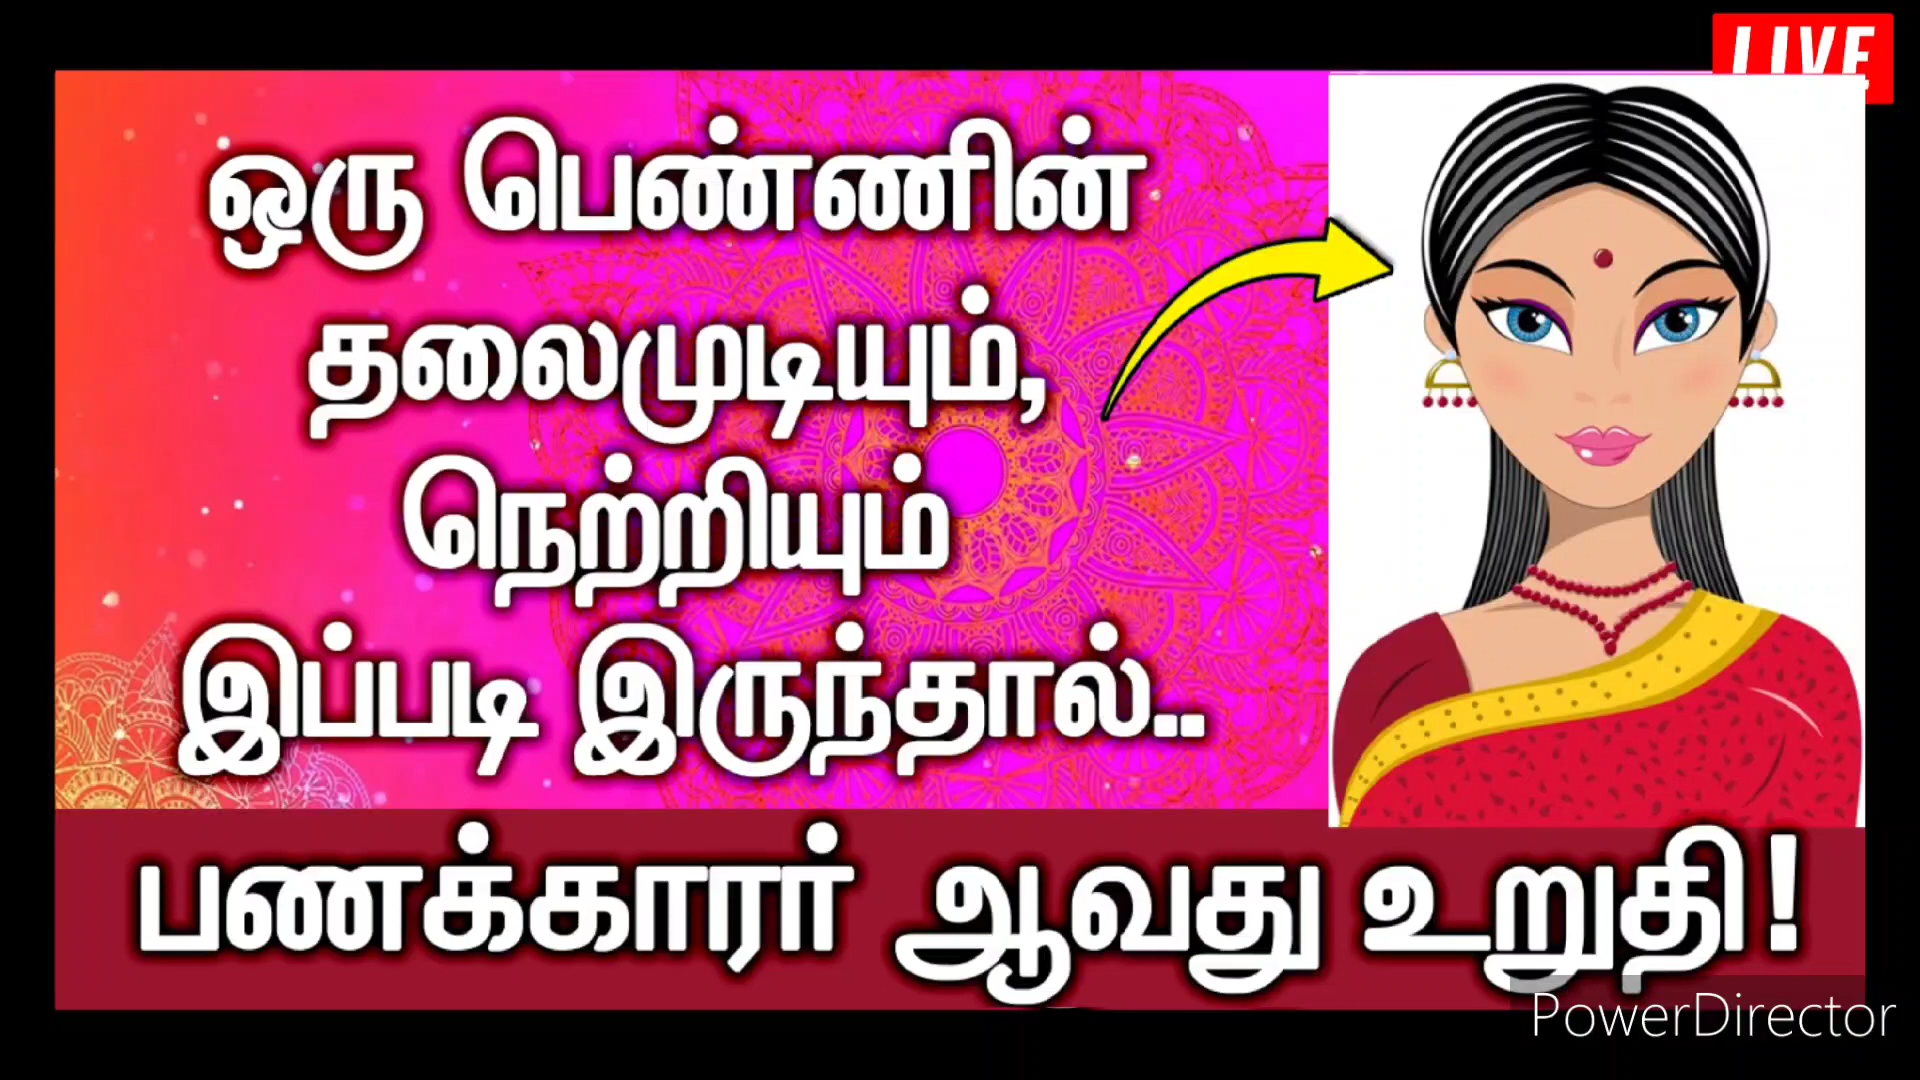 LIVE
ஒரு பெண்ணின்
தலைமுடியும்,
நெற்றியும்
இப்படி இருந்தால்..
பணக்காரர் ஆவது உறுதி!
PowerDirector